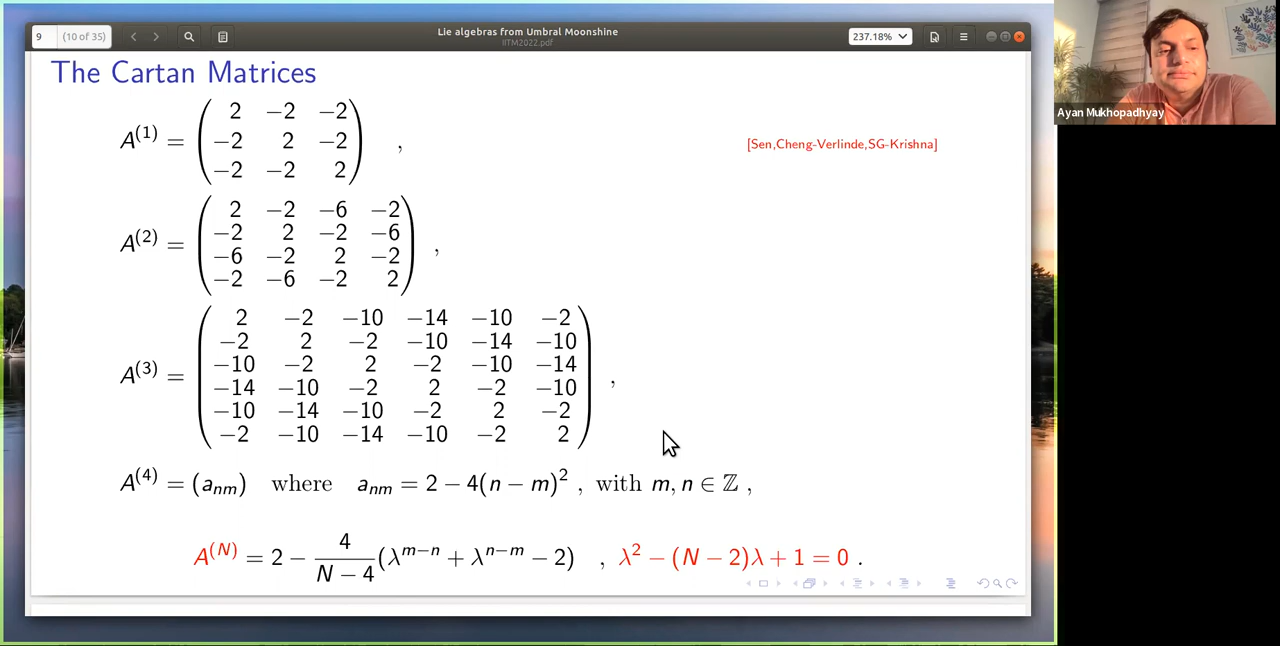 9 (10 of 35)
Lie algebras from Umbral Moonshine
IITM2022.pdf
237.18%
The Cartan Matrices
A^(1) = ( 2 −2 −2
−2 2 −2
−2 −2 2 ) ,
[Sen,Cheng-Verlinde,SG-Krishna]
A^(2) = ( 2 −2 −6 −2
−2 2 −2 −6
−6 −2 2 −2
−2 −6 −2 2 ) ,
A^(3) = ( 2 −2 −10 −14 −10 −2
−2 2 −2 −10 −14 −10
−10 −2 2 −2 −10 −14
−14 −10 −2 2 −2 −10
−10 −14 −10 −2 2 −2
−2 −10 −14 −10 −2 2 ) ,
A^(4) = (a_nm) where a_nm = 2 − 4(n − m)^2 , with m, n ∈ ℤ ,
A^(N) = 2 − 4/(N − 4) (λ^(m−n) + λ^(n−m) − 2) , λ^2 − (N − 2)λ + 1 = 0 .
Ayan Mukhopadhyay